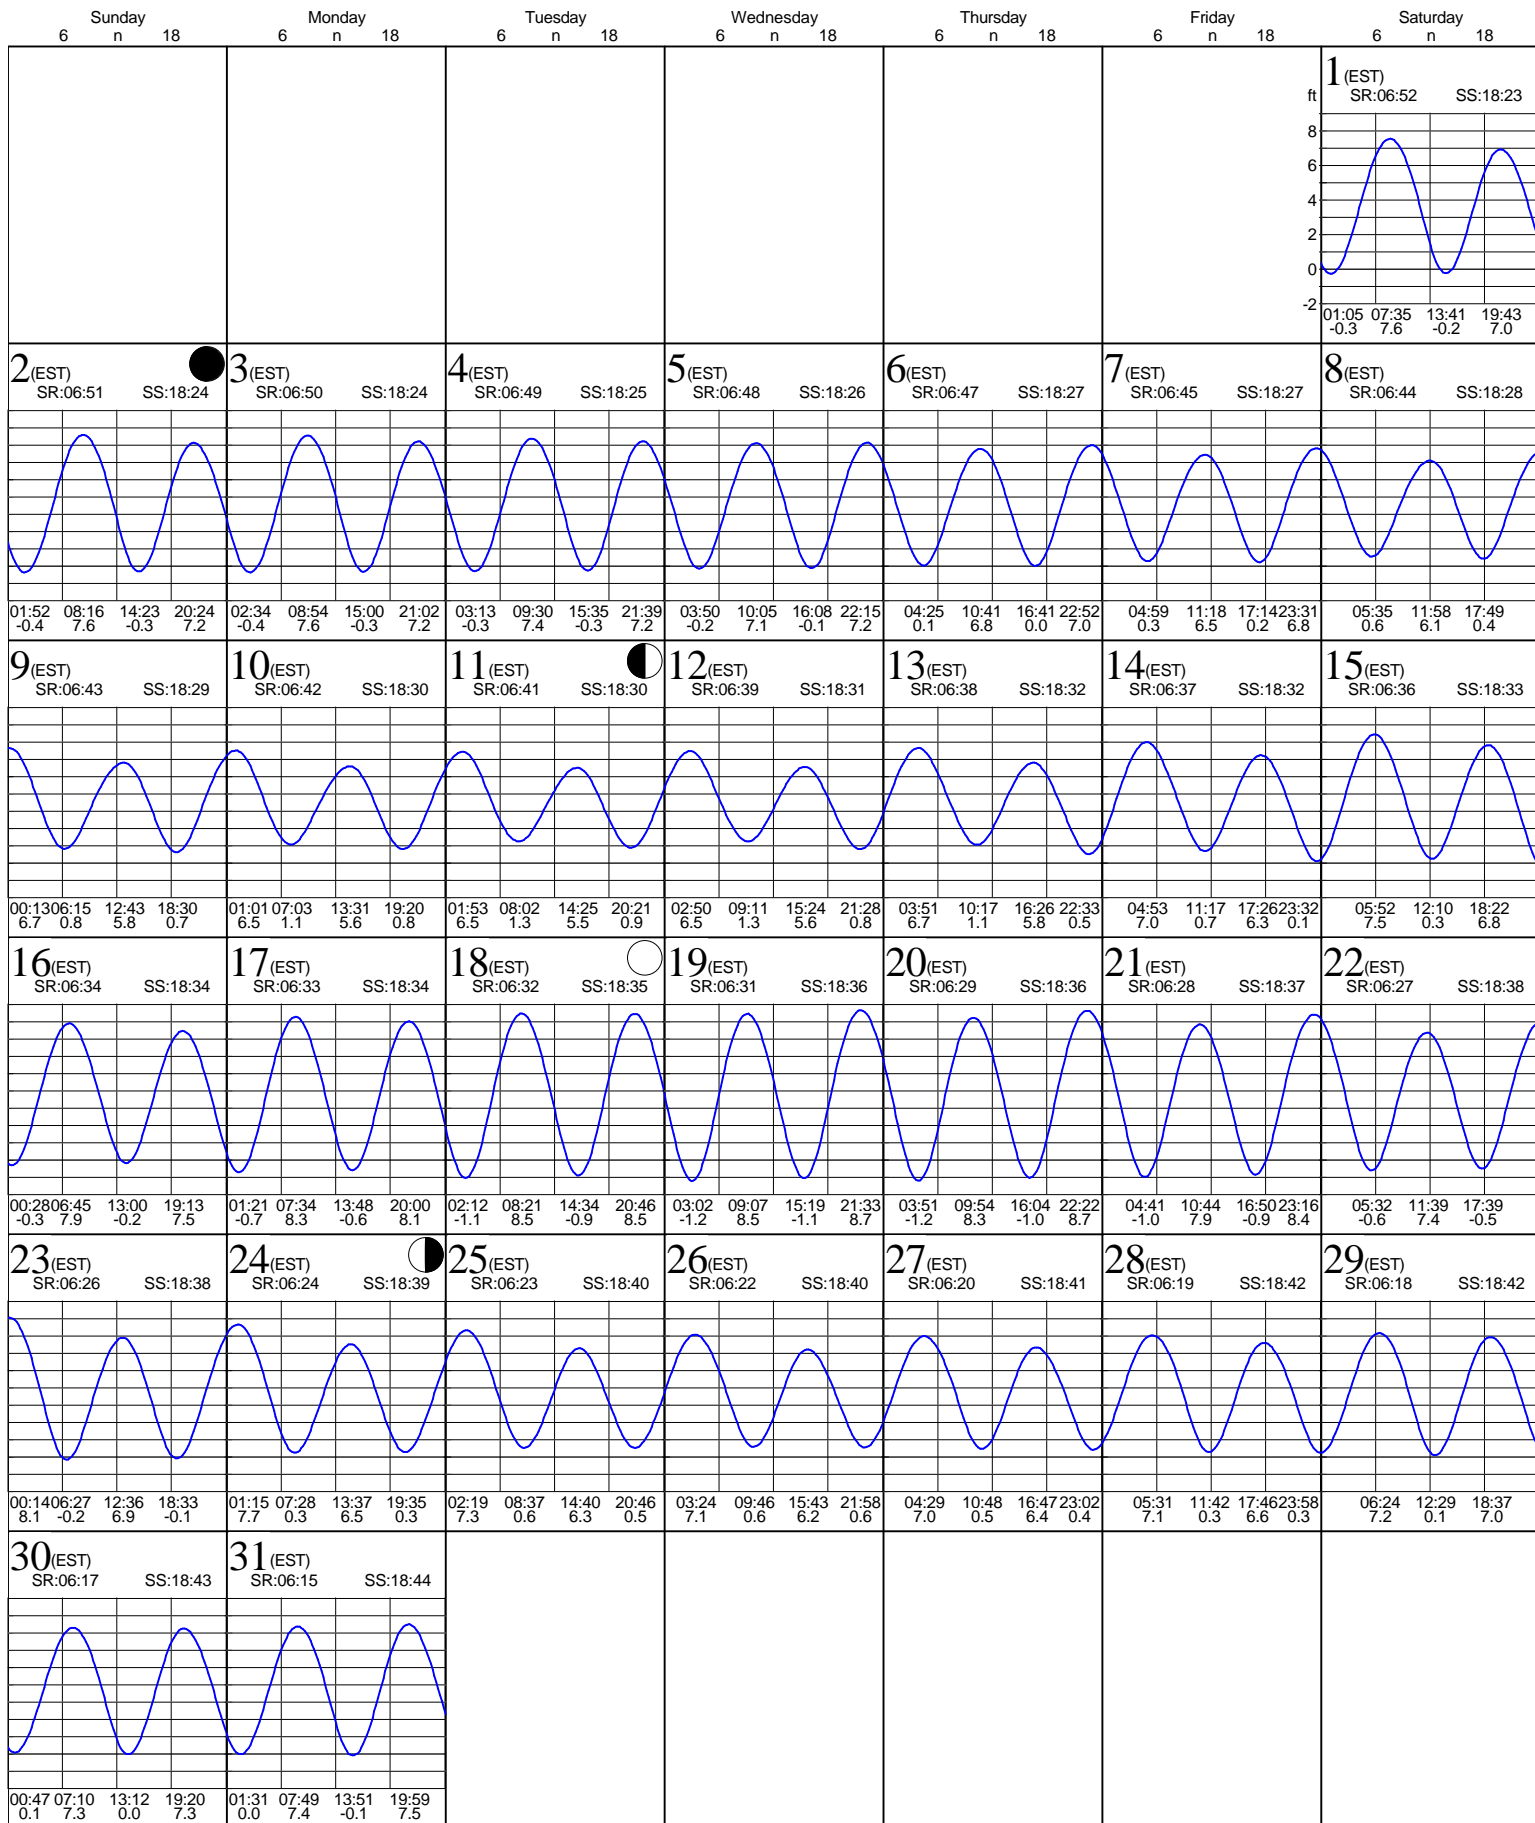 Sunday Monday Tuesday Wednesday Thursday Friday Saturday
6 n 18 6 n 18 6 n 18 6 n 18 6 n 18 6 n 18 6 n 18
1(EST)
ft SR:06:52 SS:18:23
8
6
4
2
0
-2
01:05 07:35 13:41 19:43
-0.3 7.6 -0.2 7.0
2(EST) 3(EST) 4(EST) 5(EST) 6(EST) 7(EST) 8(EST)
SR:06:51 SS:18:24 SR:06:50 SS:18:24 SR:06:49 SS:18:25 SR:06:48 SS:18:26 SR:06:47 SS:18:27 SR:06:45 SS:18:27 SR:06:44 SS:18:28
01:52 08:16 14:23 20:24 02:34 08:54 15:00 21:02 03:13 09:30 15:35 21:39 03:50 10:05 16:08 22:15 04:25 10:41 16:41 22:52 04:59 11:18 17:14 23:31 05:35 11:58 17:49
-0.4 7.6 -0.3 7.2 -0.4 7.6 -0.3 7.2 -0.3 7.4 -0.3 7.2 -0.2 7.1 -0.1 7.2 0.1 6.8 0.0 7.0 0.3 6.5 0.2 6.8 0.6 6.1 0.4
9(EST) 10(EST) 11(EST) 12(EST) 13(EST) 14(EST) 15(EST)
SR:06:43 SS:18:29 SR:06:42 SS:18:30 SR:06:41 SS:18:30 SR:06:39 SS:18:31 SR:06:38 SS:18:32 SR:06:37 SS:18:32 SR:06:36 SS:18:33
00:13 06:15 12:43 18:30 01:01 07:03 13:31 19:20 01:53 08:02 14:25 20:21 02:50 09:11 15:24 21:28 03:51 10:17 16:26 22:33 04:53 11:17 17:26 23:32 05:52 12:10 18:22
6.7 0.8 5.8 0.7 6.5 1.1 5.6 0.8 6.5 1.3 5.5 0.9 6.5 1.3 5.6 0.8 6.7 1.1 5.8 0.5 7.0 0.7 6.3 0.1 7.5 0.3 6.8
16(EST) 17(EST) 18(EST) 19(EST) 20(EST) 21(EST) 22(EST)
SR:06:34 SS:18:34 SR:06:33 SS:18:34 SR:06:32 SS:18:35 SR:06:31 SS:18:36 SR:06:29 SS:18:36 SR:06:28 SS:18:37 SR:06:27 SS:18:38
00:28 06:45 13:00 19:13 01:21 07:34 13:48 20:00 02:12 08:21 14:34 20:46 03:02 09:07 15:19 21:33 03:51 09:54 16:04 22:22 04:41 10:44 16:50 23:16 05:32 11:39 17:39
-0.3 7.9 -0.2 7.5 -0.7 8.3 -0.6 8.1 -1.1 8.5 -0.9 8.5 -1.2 8.5 -1.1 8.7 -1.2 8.3 -1.0 8.7 -1.0 7.9 -0.9 8.4 -0.6 7.4 -0.5
23(EST) 24(EST) 25(EST) 26(EST) 27(EST) 28(EST) 29(EST)
SR:06:26 SS:18:38 SR:06:24 SS:18:39 SR:06:23 SS:18:40 SR:06:22 SS:18:40 SR:06:20 SS:18:41 SR:06:19 SS:18:42 SR:06:18 SS:18:42
00:14 06:27 12:36 18:33 01:15 07:28 13:37 19:35 02:19 08:37 14:40 20:46 03:24 09:46 15:43 21:58 04:29 10:48 16:47 23:02 05:31 11:42 17:46 23:58 06:24 12:29 18:37
8.1 -0.2 6.9 -0.1 7.7 0.3 6.5 0.3 7.3 0.6 6.3 0.5 7.1 0.6 6.2 0.6 7.0 0.5 6.4 0.4 7.1 0.3 6.6 0.3 7.2 0.1 7.0
30(EST) 31(EST)
SR:06:17 SS:18:43 SR:06:15 SS:18:44
00:47 07:10 13:12 19:20 01:31 07:49 13:51 19:59
0.1 7.3 0.0 7.3 0.0 7.4 -0.1 7.5